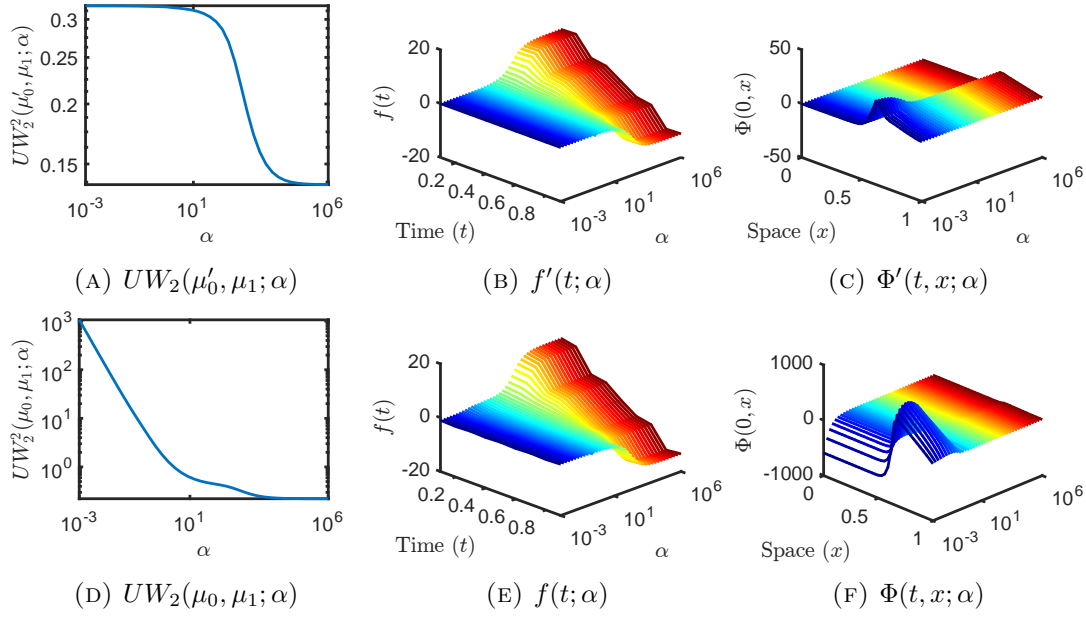 UW₂²(μ′₀, μ₁; α)
0.3
0.25
0.2
0.15
10⁻³
10¹
10⁶
α
f(t)
20
0
-20
0.2
0.4
0.6
0.8
Time (t)
10⁻³
10¹
10⁶
α
Φ(0, x)
50
0
-50
0
0.5
1
Space (x)
10⁻³
10¹
10⁶
α
(A) UW₂(μ′₀, μ₁; α)
(B) f′(t; α)
(C) Φ′(t, x; α)
UW₂²(μ₀, μ₁; α)
10³
10²
10¹
10⁰
10⁻³
10¹
10⁶
α
f(t)
20
0
-20
0.2
0.4
0.6
0.8
Time (t)
10⁻³
10¹
10⁶
α
Φ(0, x)
1000
0
-1000
0
0.5
1
Space (x)
10⁻³
10¹
10⁶
α
(D) UW₂(μ₀, μ₁; α)
(E) f(t; α)
(F) Φ(t, x; α)